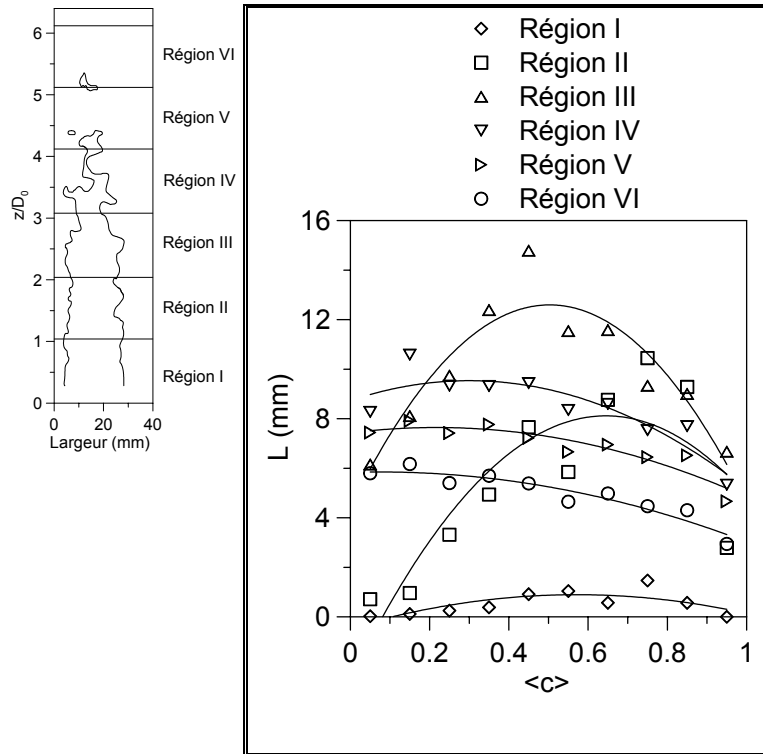 6
5
4
3
2
1
0
z/D0
0 20 40
Largeur (mm)
Région VI
Région V
Région IV
Région III
Région II
Région I
Région I
Région II
Région III
Région IV
Région V
Région VI
16
12
8
4
0
L (mm)
0 0.2 0.4 0.6 0.8 1
<c>